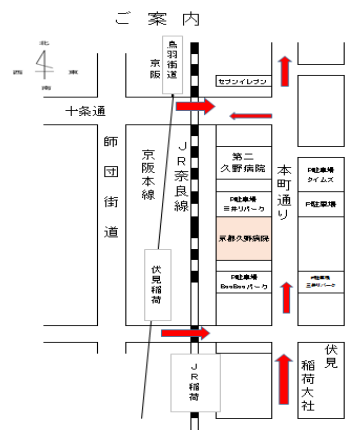 ご案内
北
西
東
南
鳥羽街道
京阪
セブンイレブン
十条通
師団街道
京阪本線
JR奈良線
第二
久野病院
本町通り
P駐車場
タイムズ
P駐車場
三井リパーク
P駐車場
京都久野病院
伏見稲荷
P駐車場
BooBooパーク
P駐車場
三井リパーク
JR稲荷
伏見
稲荷大社